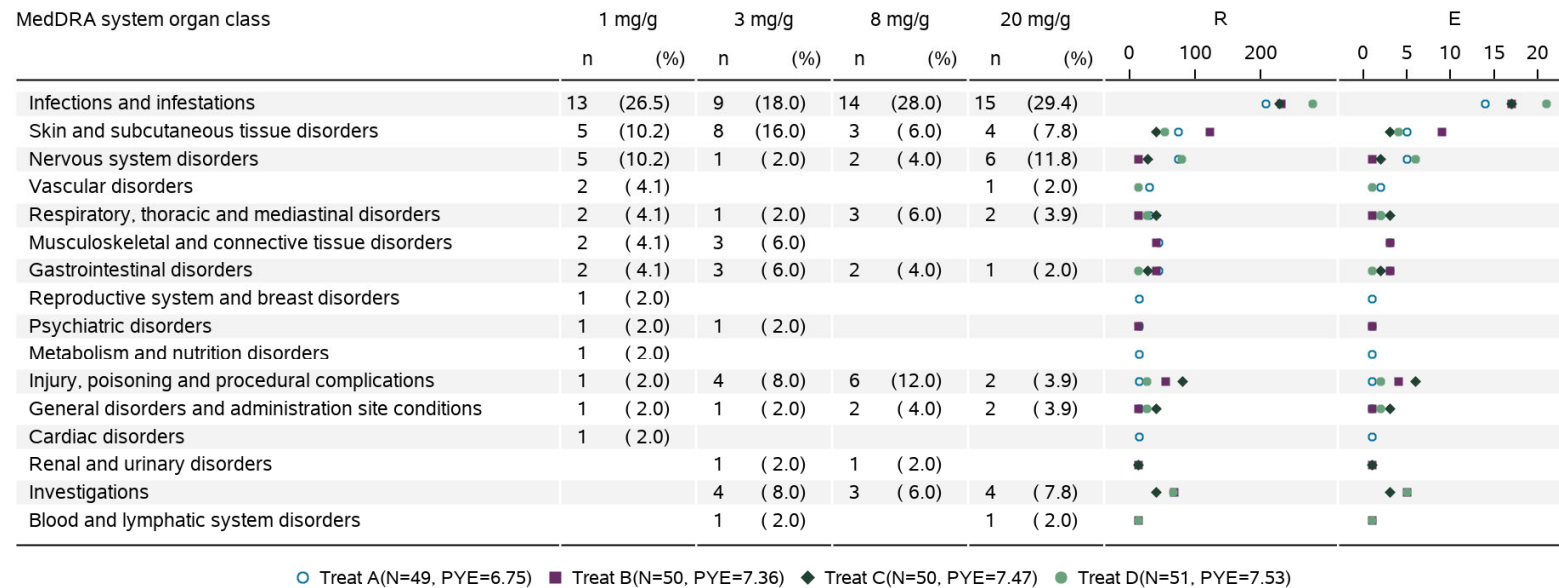 MedDRA system organ class 1 mg/g 3 mg/g 8 mg/g 20 mg/g R E
n (%) n (%) n (%) n (%) 0 100 200 0 5 10 15 20
Infections and infestations 13 (26.5) 9 (18.0) 14 (28.0) 15 (29.4)
Skin and subcutaneous tissue disorders 5 (10.2) 8 (16.0) 3 ( 6.0) 4 ( 7.8)
Nervous system disorders 5 (10.2) 1 ( 2.0) 2 ( 4.0) 6 (11.8)
Vascular disorders 2 ( 4.1) 1 ( 2.0)
Respiratory, thoracic and mediastinal disorders 2 ( 4.1) 1 ( 2.0) 3 ( 6.0) 2 ( 3.9)
Musculoskeletal and connective tissue disorders 2 ( 4.1) 3 ( 6.0)
Gastrointestinal disorders 2 ( 4.1) 3 ( 6.0) 2 ( 4.0) 1 ( 2.0)
Reproductive system and breast disorders 1 ( 2.0)
Psychiatric disorders 1 ( 2.0) 1 ( 2.0)
Metabolism and nutrition disorders 1 ( 2.0)
Injury, poisoning and procedural complications 1 ( 2.0) 4 ( 8.0) 6 (12.0) 2 ( 3.9)
General disorders and administration site conditions 1 ( 2.0) 1 ( 2.0) 2 ( 4.0) 2 ( 3.9)
Cardiac disorders 1 ( 2.0)
Renal and urinary disorders 1 ( 2.0) 1 ( 2.0)
Investigations 4 ( 8.0) 3 ( 6.0) 4 ( 7.8)
Blood and lymphatic system disorders 1 ( 2.0) 1 ( 2.0)
Treat A(N=49, PYE=6.75) Treat B(N=50, PYE=7.36) Treat C(N=50, PYE=7.47) Treat D(N=51, PYE=7.53)